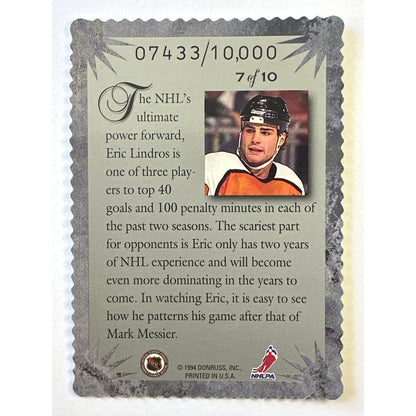 07433/10,000
7 of 10
The NHL's
ultimate
power forward,
Eric Lindros is
one of three play-
ers to top 40
goals and 100 penalty minutes in each of
the past two seasons. The scariest part
for opponents is Eric only has two years
of NHL experience and will become
even more dominating in the years to
come. In watching Eric, it is easy to see
how he patterns his game after that of
Mark Messier.
© 1994 DONRUSS, INC.,
PRINTED IN U.S.A.
NHLPA